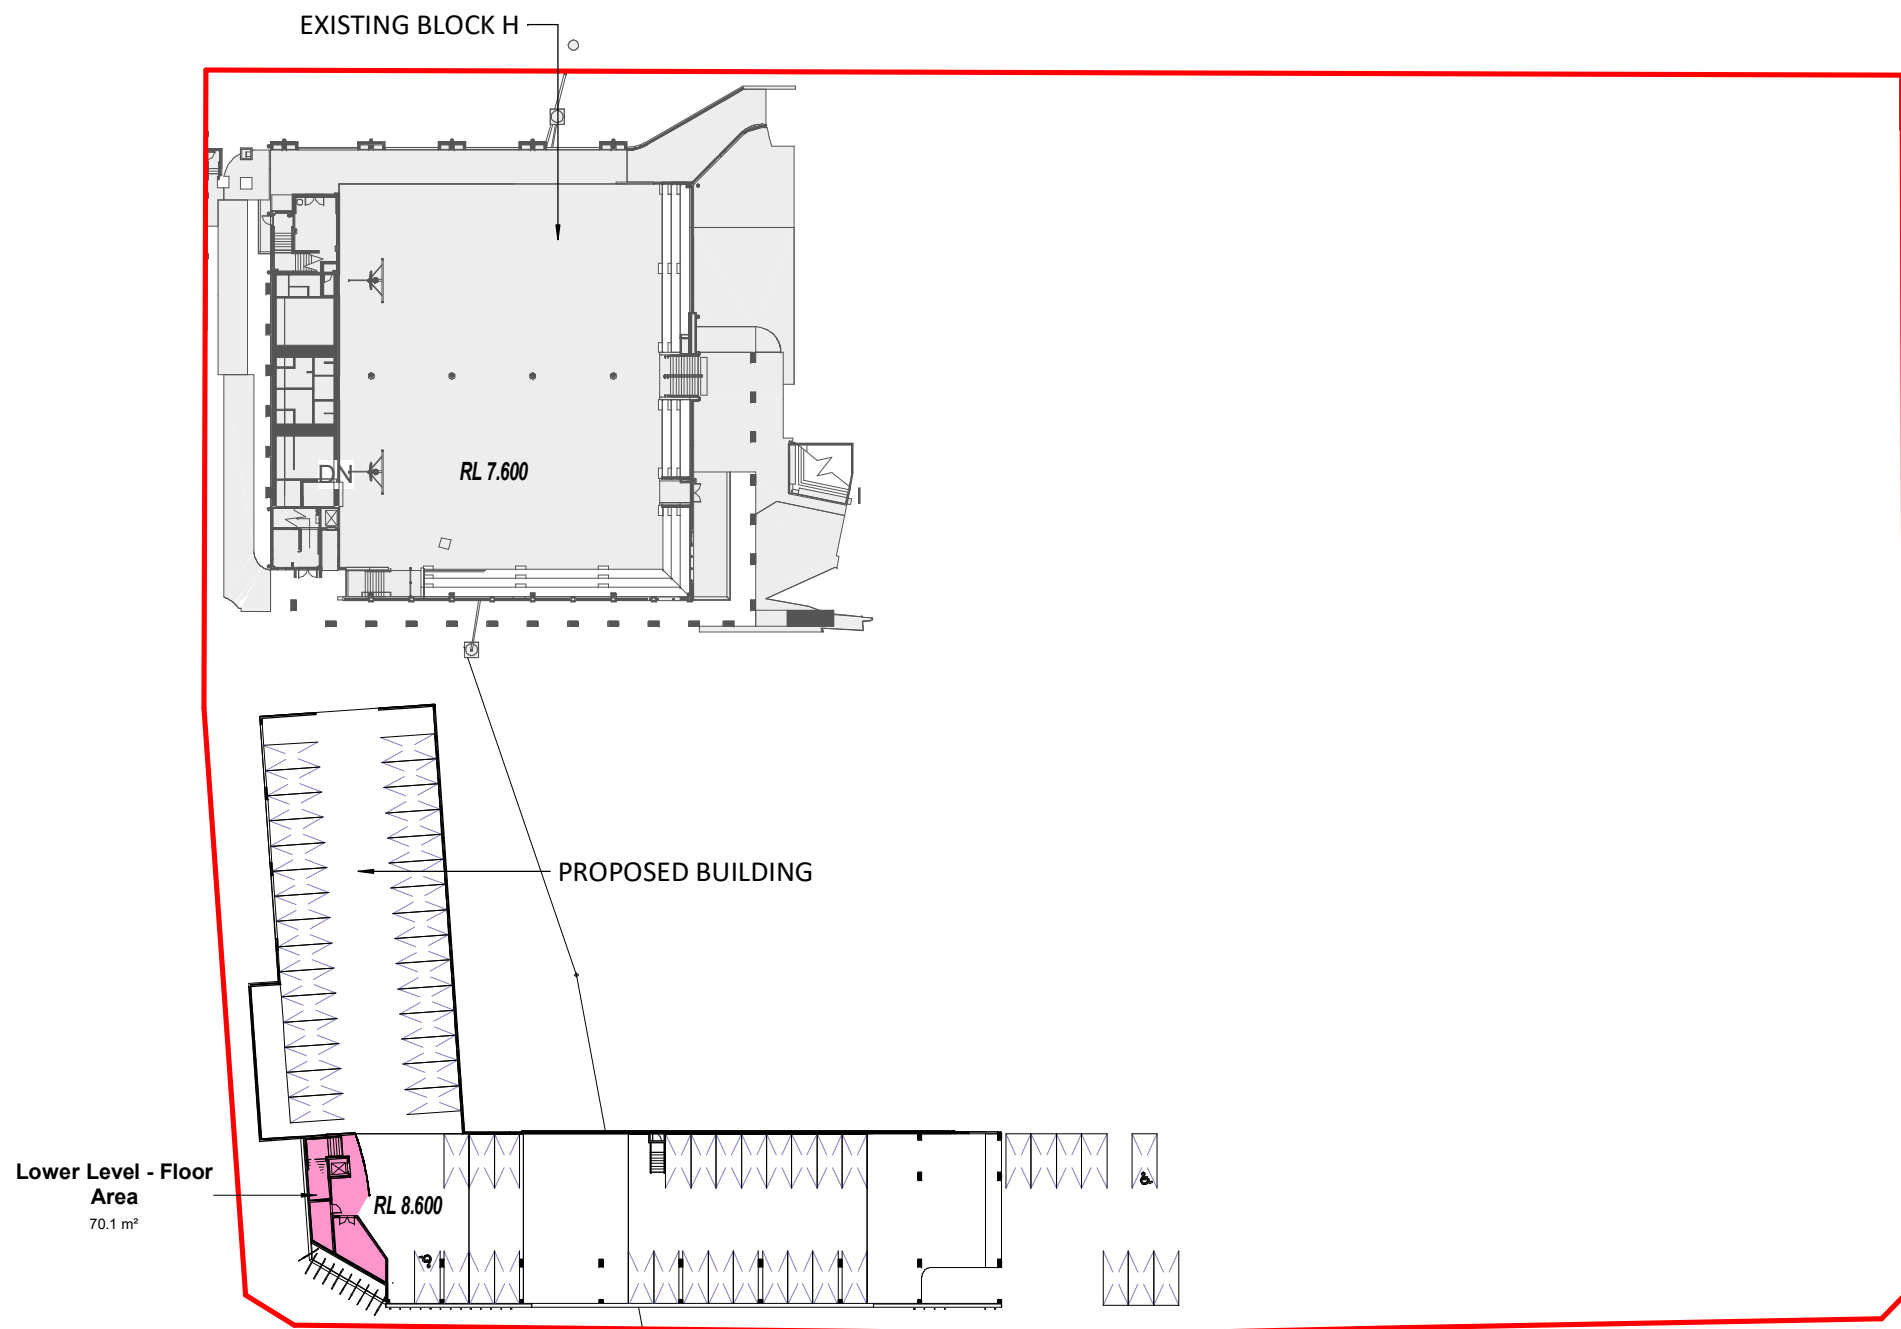 EXISTING BLOCK H
DN
RL 7.600
PROPOSED BUILDING
Lower Level - Floor
Area
70.1 m²
RL 8.600